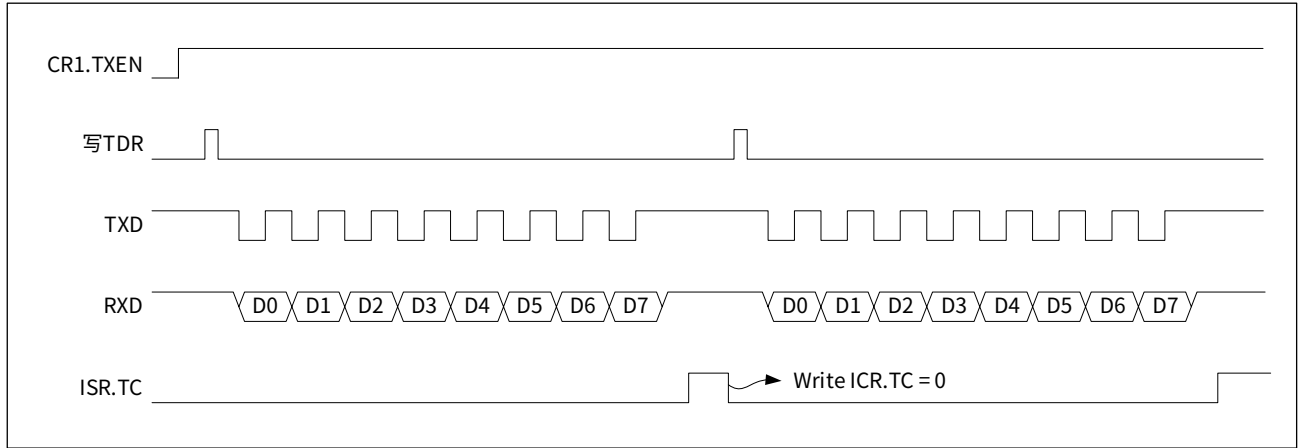 CR1.TXEN
写TDR
TXD
RXD D0 D1 D2 D3 D4 D5 D6 D7 D0 D1 D2 D3 D4 D5 D6 D7
ISR.TC Write ICR.TC = 0